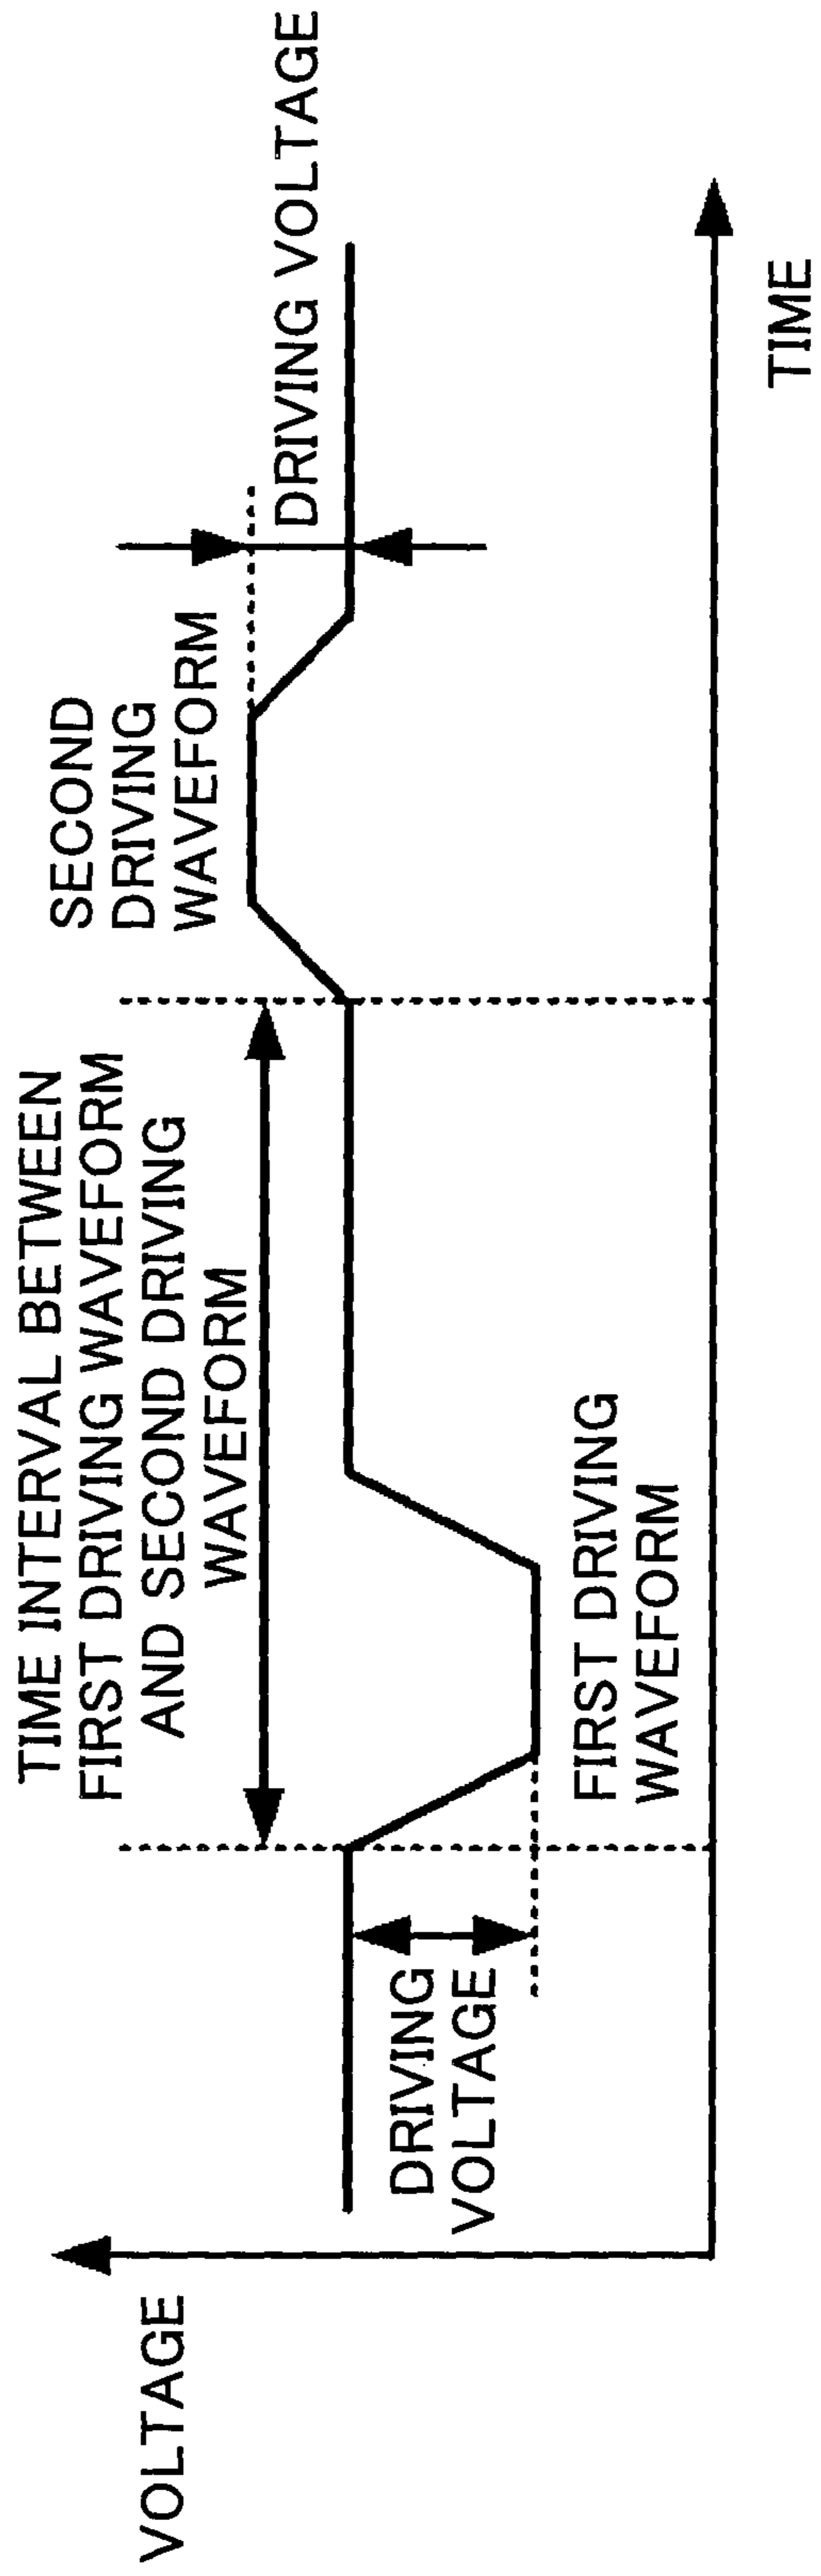 VOLTAGE
DRIVING
VOLTAGE
TIME INTERVAL BETWEEN
FIRST DRIVING WAVEFORM
AND SECOND DRIVING
WAVEFORM
FIRST DRIVING
WAVEFORM
SECOND
DRIVING
WAVEFORM
DRIVING VOLTAGE
TIME